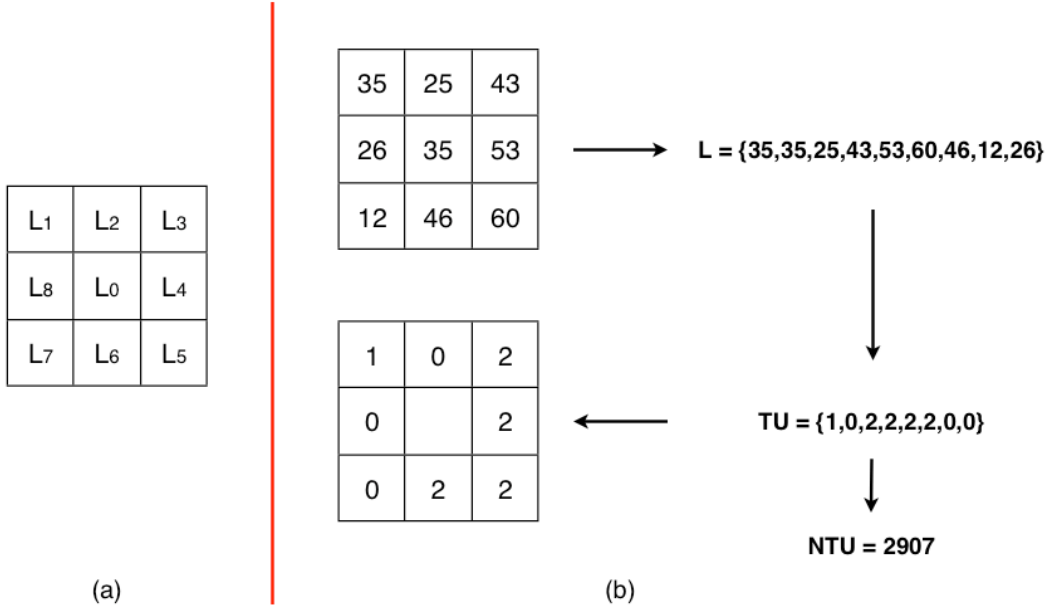 L1 L2 L3
L8 L0 L4
L7 L6 L5
(a)
35 25 43
26 35 53
12 46 60
L = {35,35,25,43,53,60,46,12,26}
1 0 2
0 2
0 2 2
TU = {1,0,2,2,2,2,0,0}
NTU = 2907
(b)